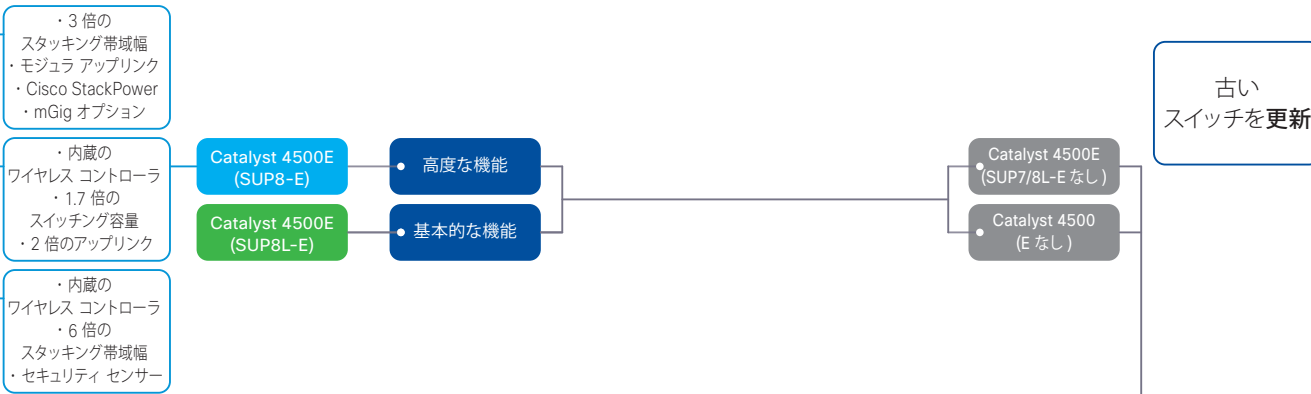 ・3 倍の
スタッキング帯域幅
・モジュラ アップリンク
・Cisco StackPower
・mGig オプション
・内蔵の
ワイヤレス コントローラ
・1.7 倍の
スイッチング容量
・2 倍のアップリンク
・内蔵の
ワイヤレス コントローラ
・6 倍の
スタッキング帯域幅
・セキュリティ センサー
Catalyst 4500E
(SUP8-E)
高度な機能
Catalyst 4500E
(SUP8L-E)
基本的な機能
Catalyst 4500E
(SUP7/8L-E なし)
Catalyst 4500
(E なし)
古い
スイッチを更新